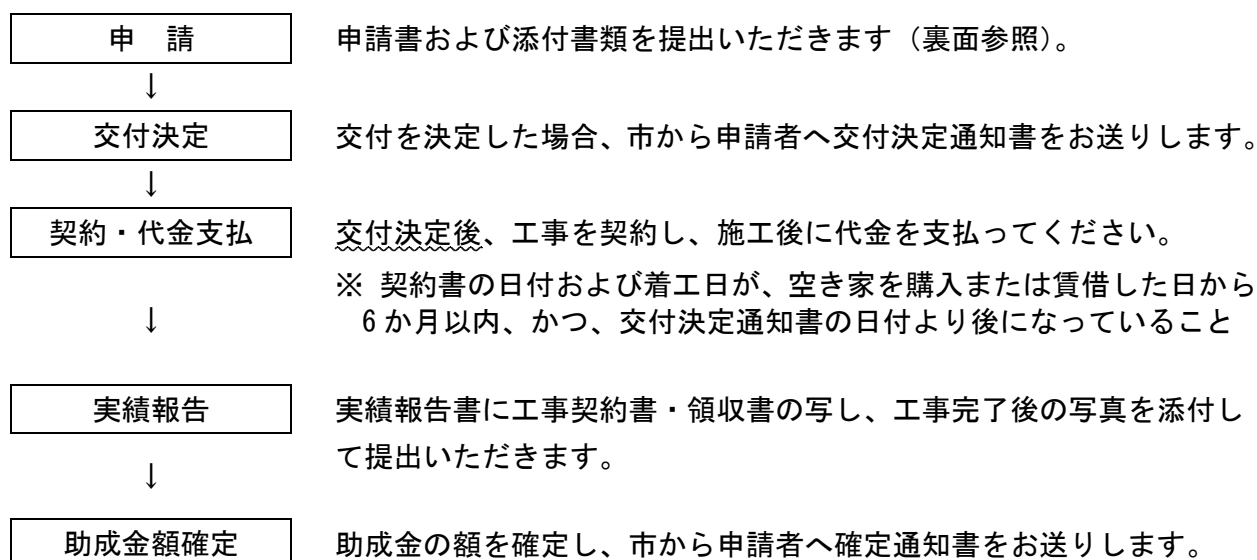 申　請　　申請書および添付書類を提出いただきます（裏面参照）。
↓
交付決定　　交付を決定した場合、市から申請者へ交付決定通知書をお送りします。
↓
契約・代金支払　　交付決定後、工事を契約し、施工後に代金を支払ってください。
※ 契約書の日付および着工日が、空き家を購入または賃借した日から
6か月以内、かつ、交付決定通知書の日付より後になっていること
↓
実績報告　　実績報告書に工事契約書・領収書の写し、工事完了後の写真を添付し
て提出いただきます。
↓
助成金額確定　　助成金の額を確定し、市から申請者へ確定通知書をお送りします。